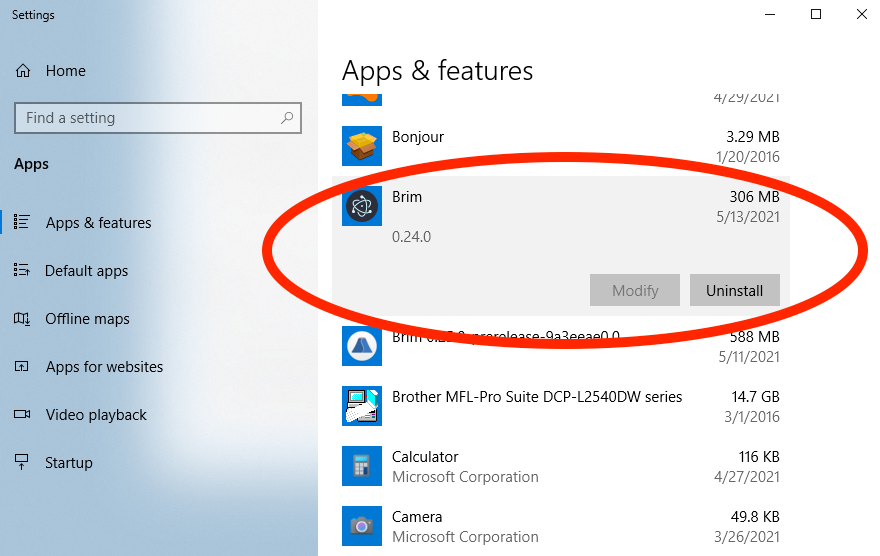 Settings
Home
Find a setting
Apps
Apps & features
Default apps
Offline maps
Apps for websites
Video playback
Startup
Apps & features
4/29/2021
Bonjour 3.29 MB
1/20/2016
Brim 306 MB
5/13/2021
0.24.0
Modify Uninstall
Brim 588 MB
5/11/2021
Brother MFL-Pro Suite DCP-L2540DW series 14.7 GB
3/1/2016
Calculator 116 KB
Microsoft Corporation 4/27/2021
Camera 49.8 KB
Microsoft Corporation 3/26/2021